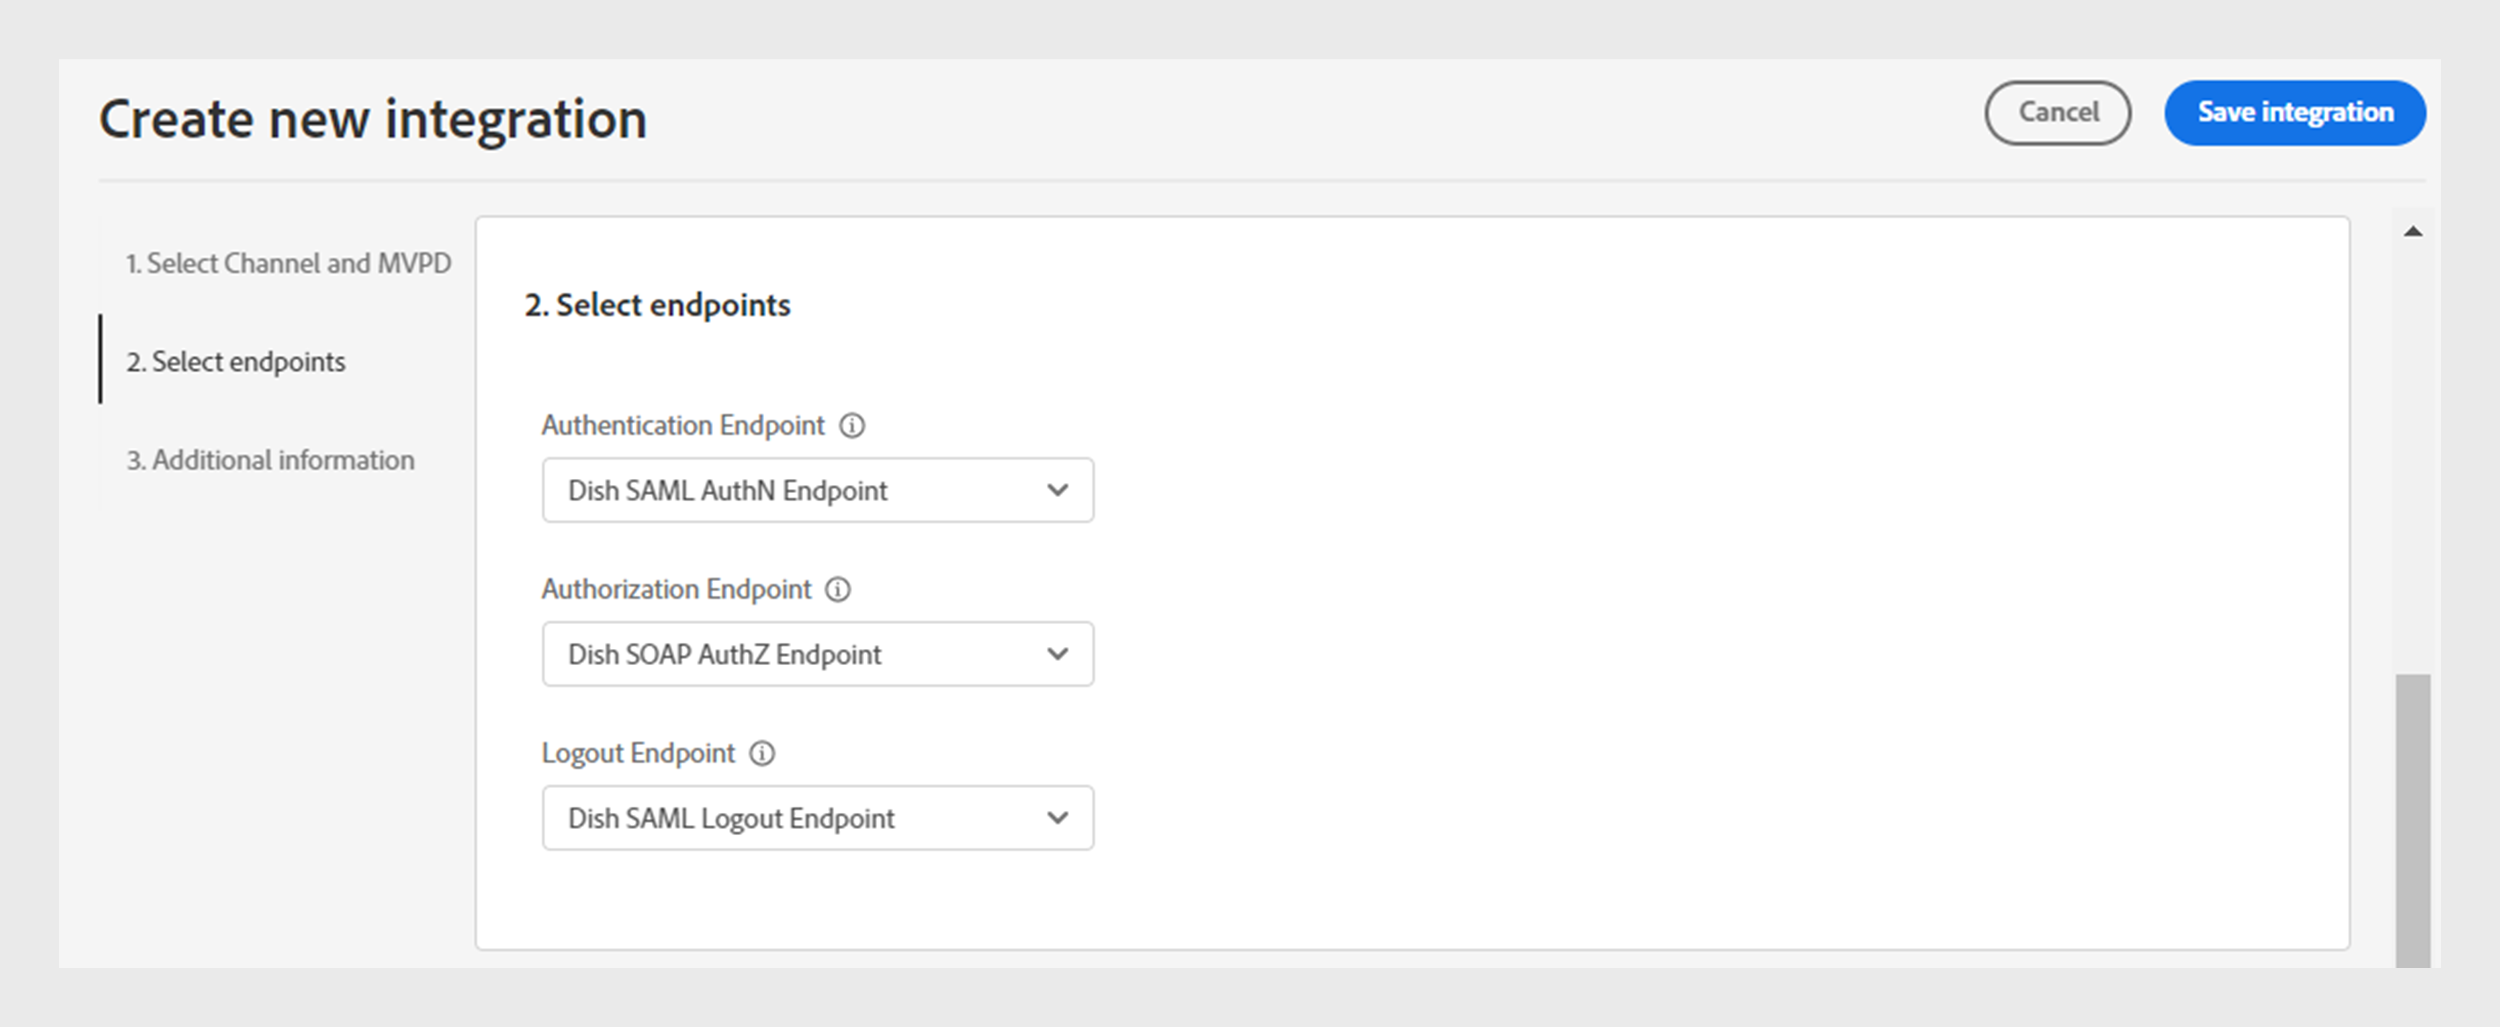 Create new integration
Cancel
Save integration
1. Select Channel and MVPD
2. Select endpoints
3. Additional information
2. Select endpoints
Authentication Endpoint
Dish SAML AuthN Endpoint
Authorization Endpoint
Dish SOAP AuthZ Endpoint
Logout Endpoint
Dish SAML Logout Endpoint